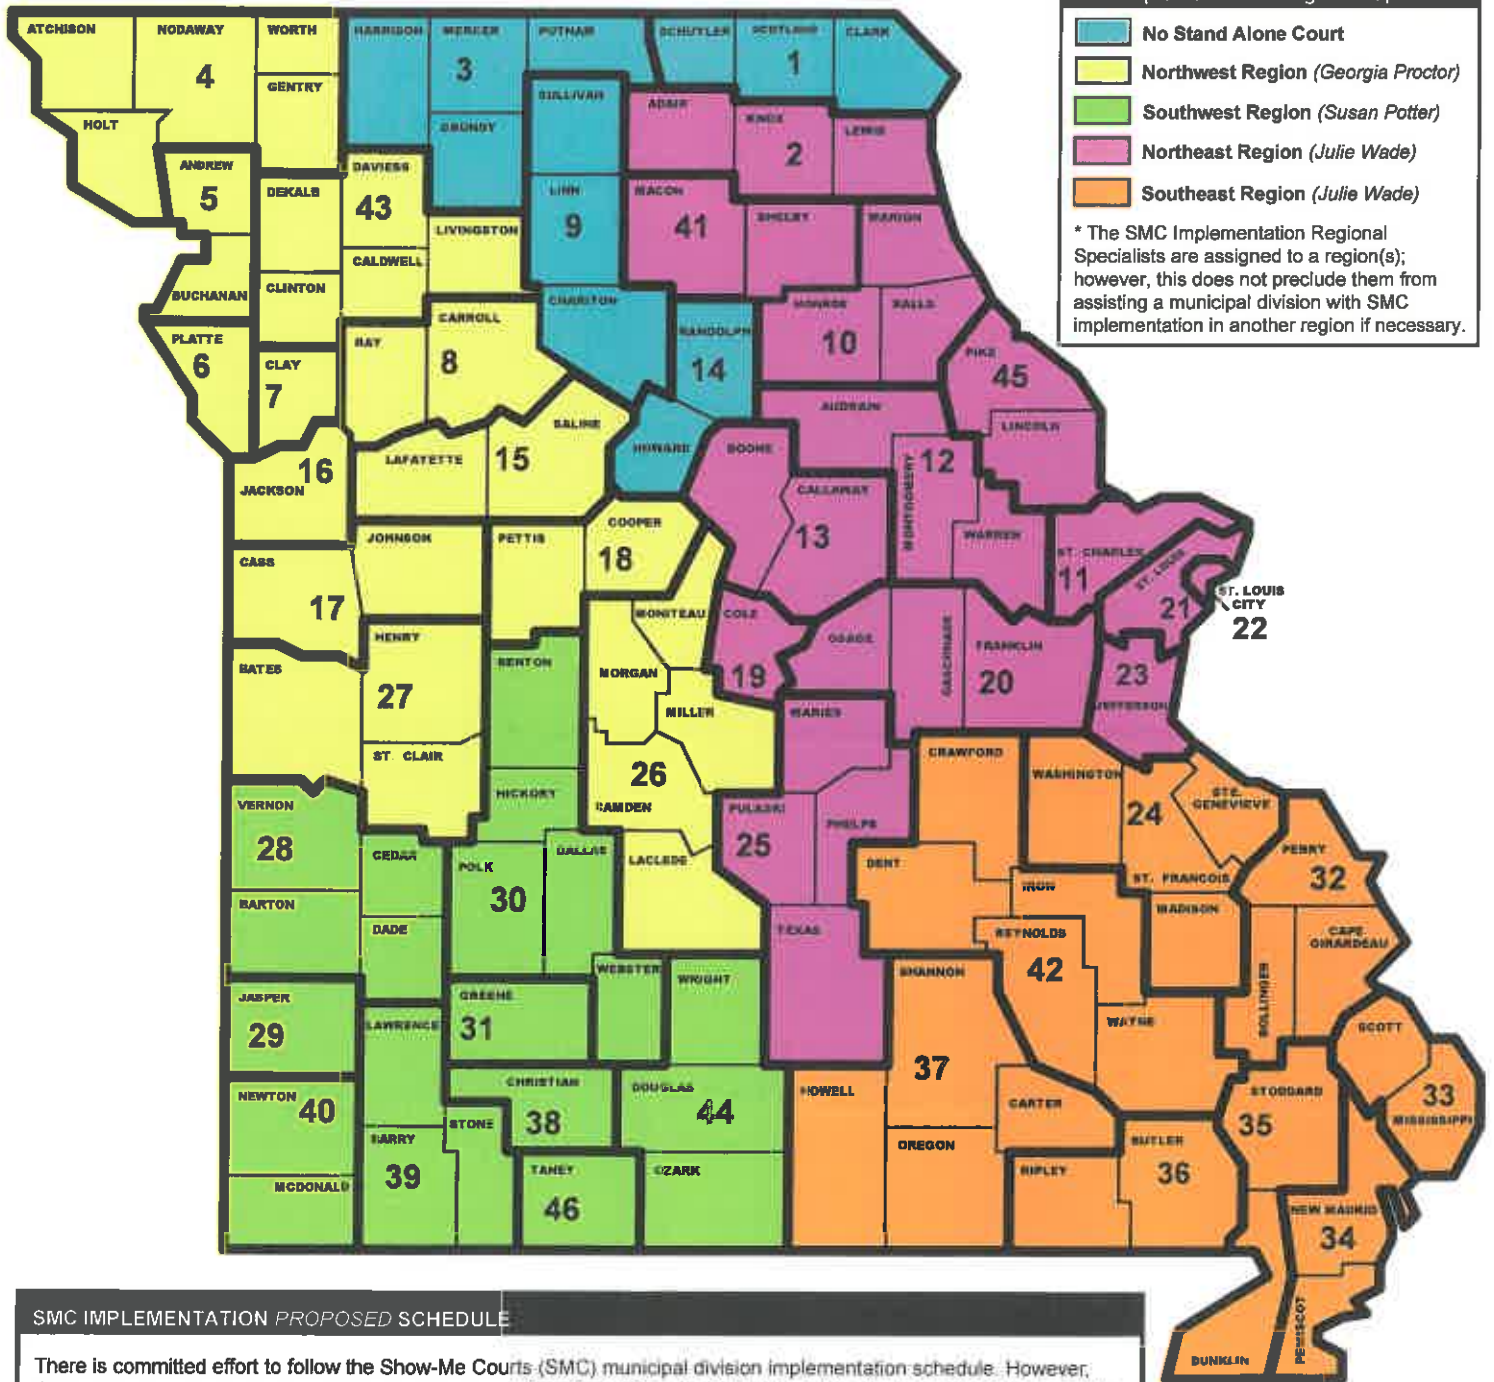 No Stand Alone Court
Northwest Region (Georgia Proctor)
Southwest Region (Susan Potter)
Northeast Region (Julie Wade)
Southeast Region (Julie Wade)
* The SMC Implementation Regional
Specialists are assigned to a region(s);
however, this does not preclude them from
assisting a municipal division with SMC
implementation in another region if necessary.
ATCHISON
NODAWAY
4
WORTH
GENTRY
HOLT
ANDREW
5
BUCHANAN
DEKALB
CLINTON
DAVIESS
43
CALDWELL
LIVINGSTON
HARRISON
MERCER
3
PUTNAM
GRUNDY
SULLIVAN
LINN
9
CHARITON
SCHUYLER
SCOTLAND
1
CLARK
ADAIR
KNOX
2
LEWIS
MACON
41
SHELBY
MARION
MONROE
10
RALLS
RANDOLPH
14
HOWARD
PLATTE
6
CLAY
7
RAY
CARROLL
8
JACKSON
16
LAFAYETTE
15
SALINE
PIKE
45
LINCOLN
AUDRAIN
BOONE
CALLAWAY
13
MONTGOMERY
12
WARREN
ST. CHARLES
11
ST. LOUIS
21
ST. LOUIS
CITY
22
CASS
17
JOHNSON
PETTIS
COOPER
18
MONITEAU
COLE
19
OSAGE
GASCONADE
FRANKLIN
20
23
JEFFERSON
BATES
HENRY
27
ST. CLAIR
BENTON
HICKORY
MORGAN
MILLER
26
CAMDEN
LACLEDE
MARIES
PULASKI
25
PHELPS
TEXAS
CRAWFORD
WASHINGTON
24
STE.
GENEVIEVE
ST. FRANCOIS
PERRY
32
VERNON
28
BARTON
CEDAR
DADE
POLK
30
DALLAS
WEBSTER
WRIGHT
DENT
IRON
REYNOLDS
42
MADISON
BOLLINGER
CAPE
GIRARDEAU
JASPER
29
LAWRENCE
GREENE
31
SHANNON
37
WAYNE
SCOTT
33
MISSISSIPPI
NEWTON
40
MCDONALD
BARRY
39
STONE
CHRISTIAN
38
TANEY
46
DOUGLAS
44
OZARK
HOWELL
OREGON
CARTER
RIPLEY
BUTLER
36
STODDARD
35
NEW MADRID
34
PEMISCOT
DUNKLIN
SMC IMPLEMENTATION PROPOSED SCHEDULE
There is committed effort to follow the Show-Me Courts (SMC) municipal division implementation schedule. However,